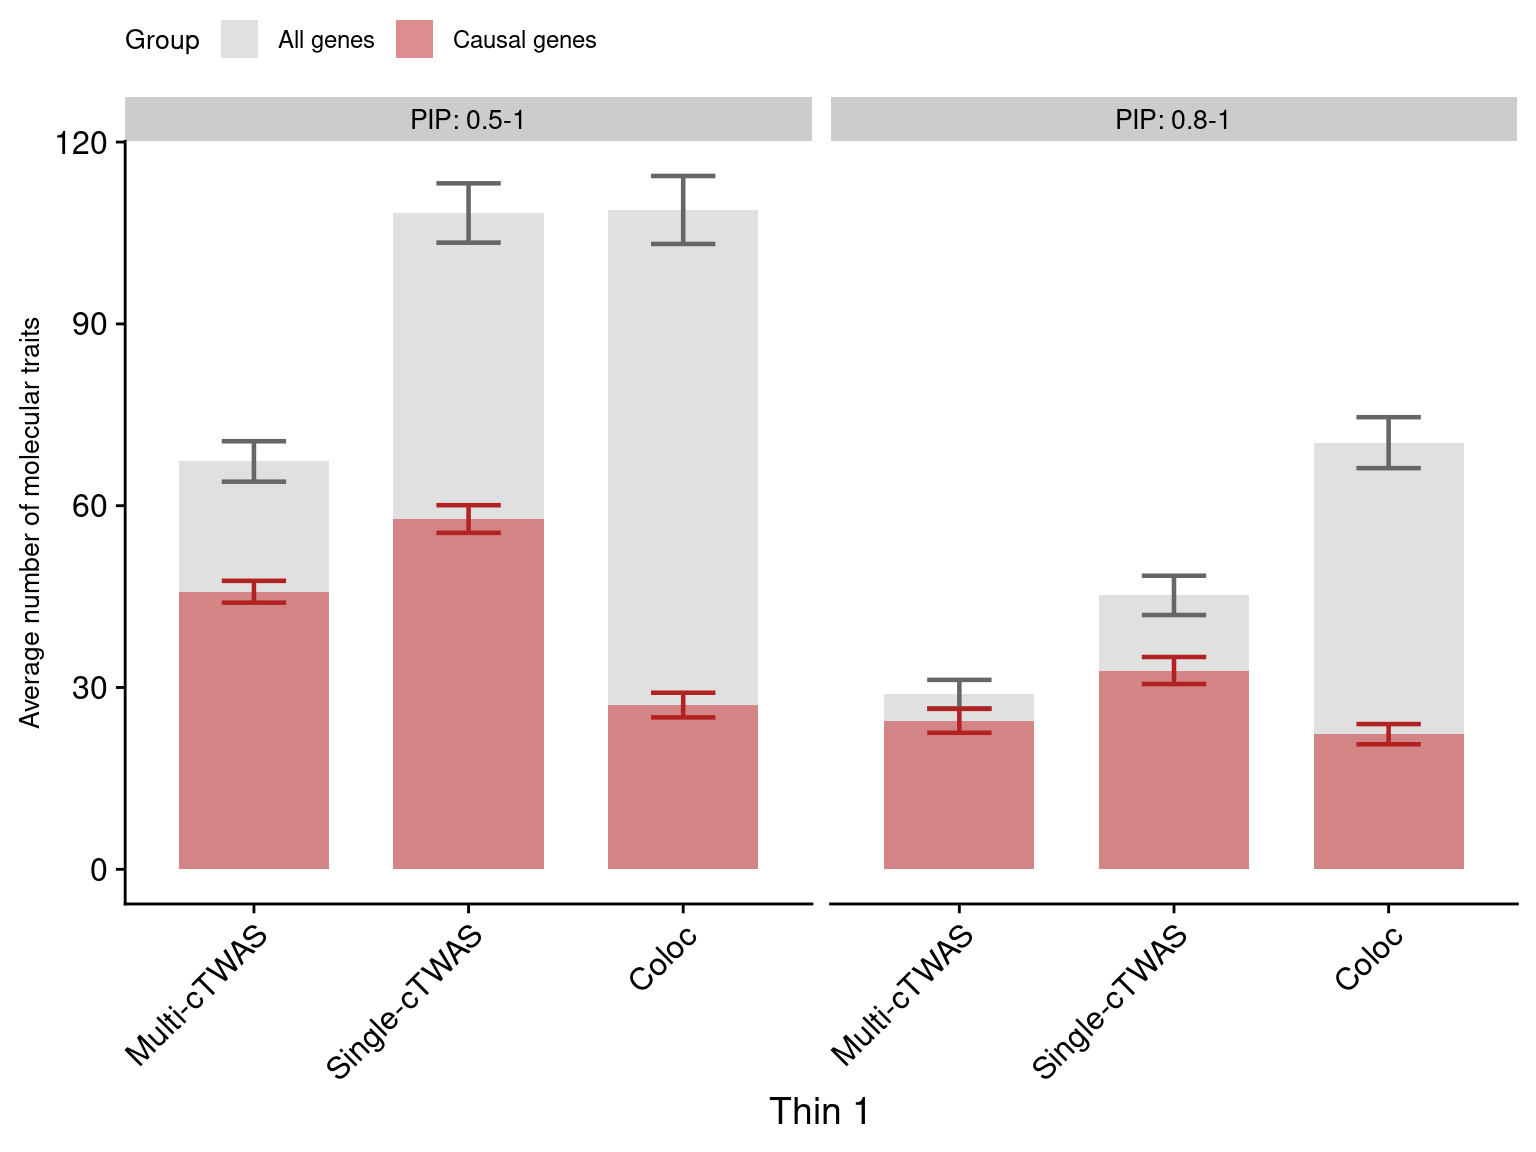 Group All genes Causal genes
PIP: 0.5-1 PIP: 0.8-1
Average number of molecular traits
120
90
60
30
0
Multi-cTWAS Single-cTWAS Coloc Multi-cTWAS Single-cTWAS Coloc
Thin 1